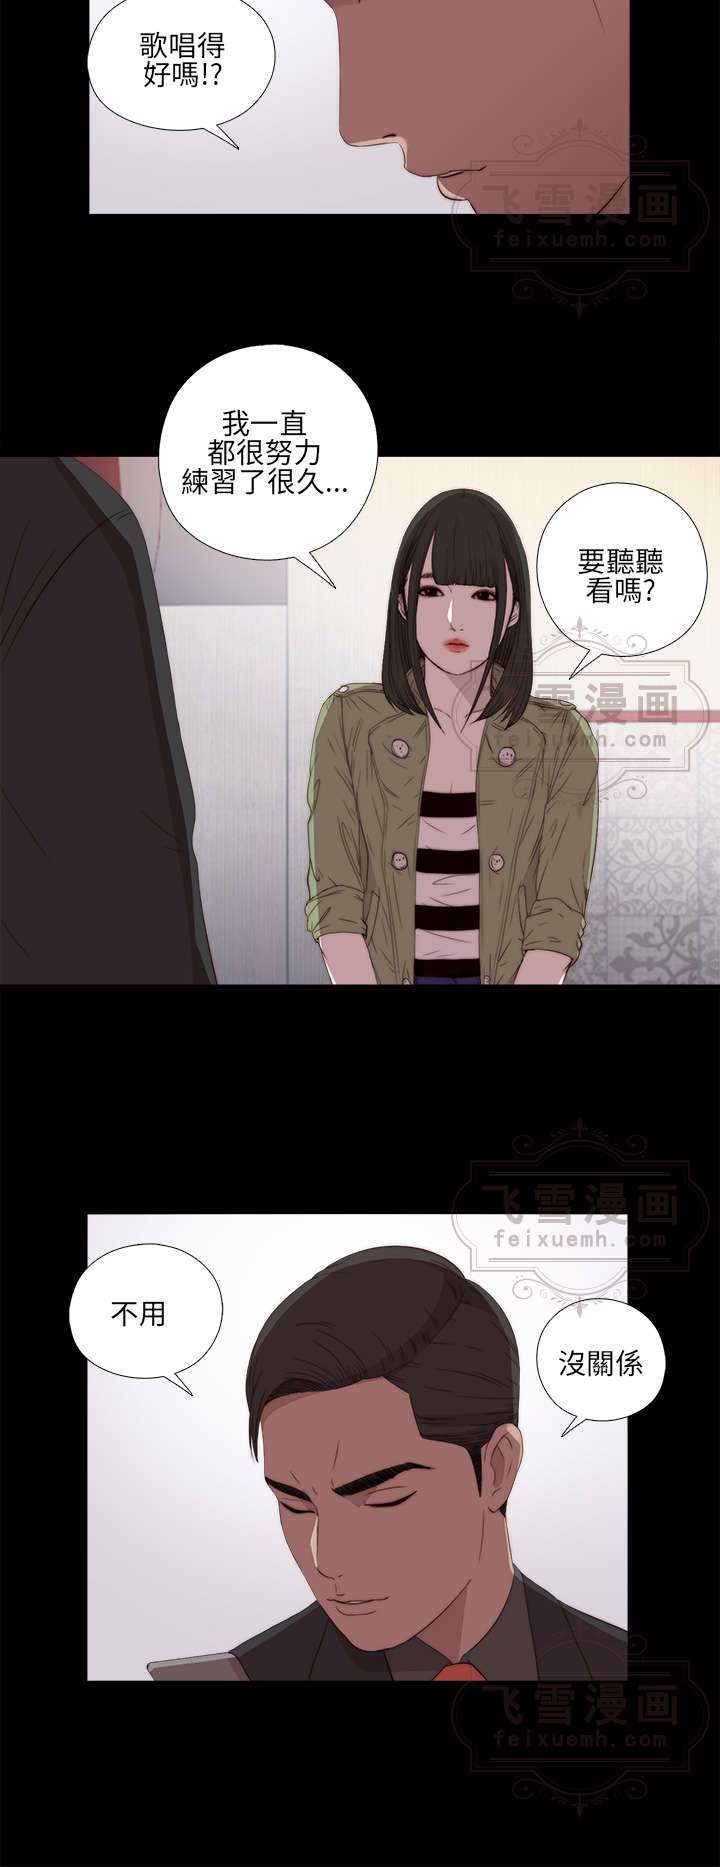 歌唱得
好嗎!?
飞雪漫画
feixuemh.com
我一直
都很努力
練習了很久...
要聽聽
看嗎?
飞雪漫画
feixuemh.com
飞雪漫画
feixuemh.com
不用
沒關係
飞雪漫画
feixuemh.com